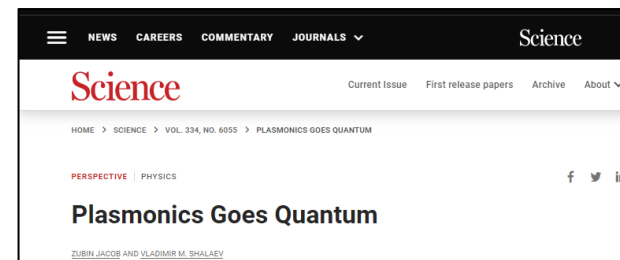 NEWS CAREERS COMMENTARY JOURNALS Science
Science Current Issue First release papers Archive About
HOME > SCIENCE > VOL. 334, NO. 6055 > PLASMONICS GOES QUANTUM
PERSPECTIVE | PHYSICS
Plasmonics Goes Quantum
ZUBIN JACOB AND VLADIMIR M. SHALAEV